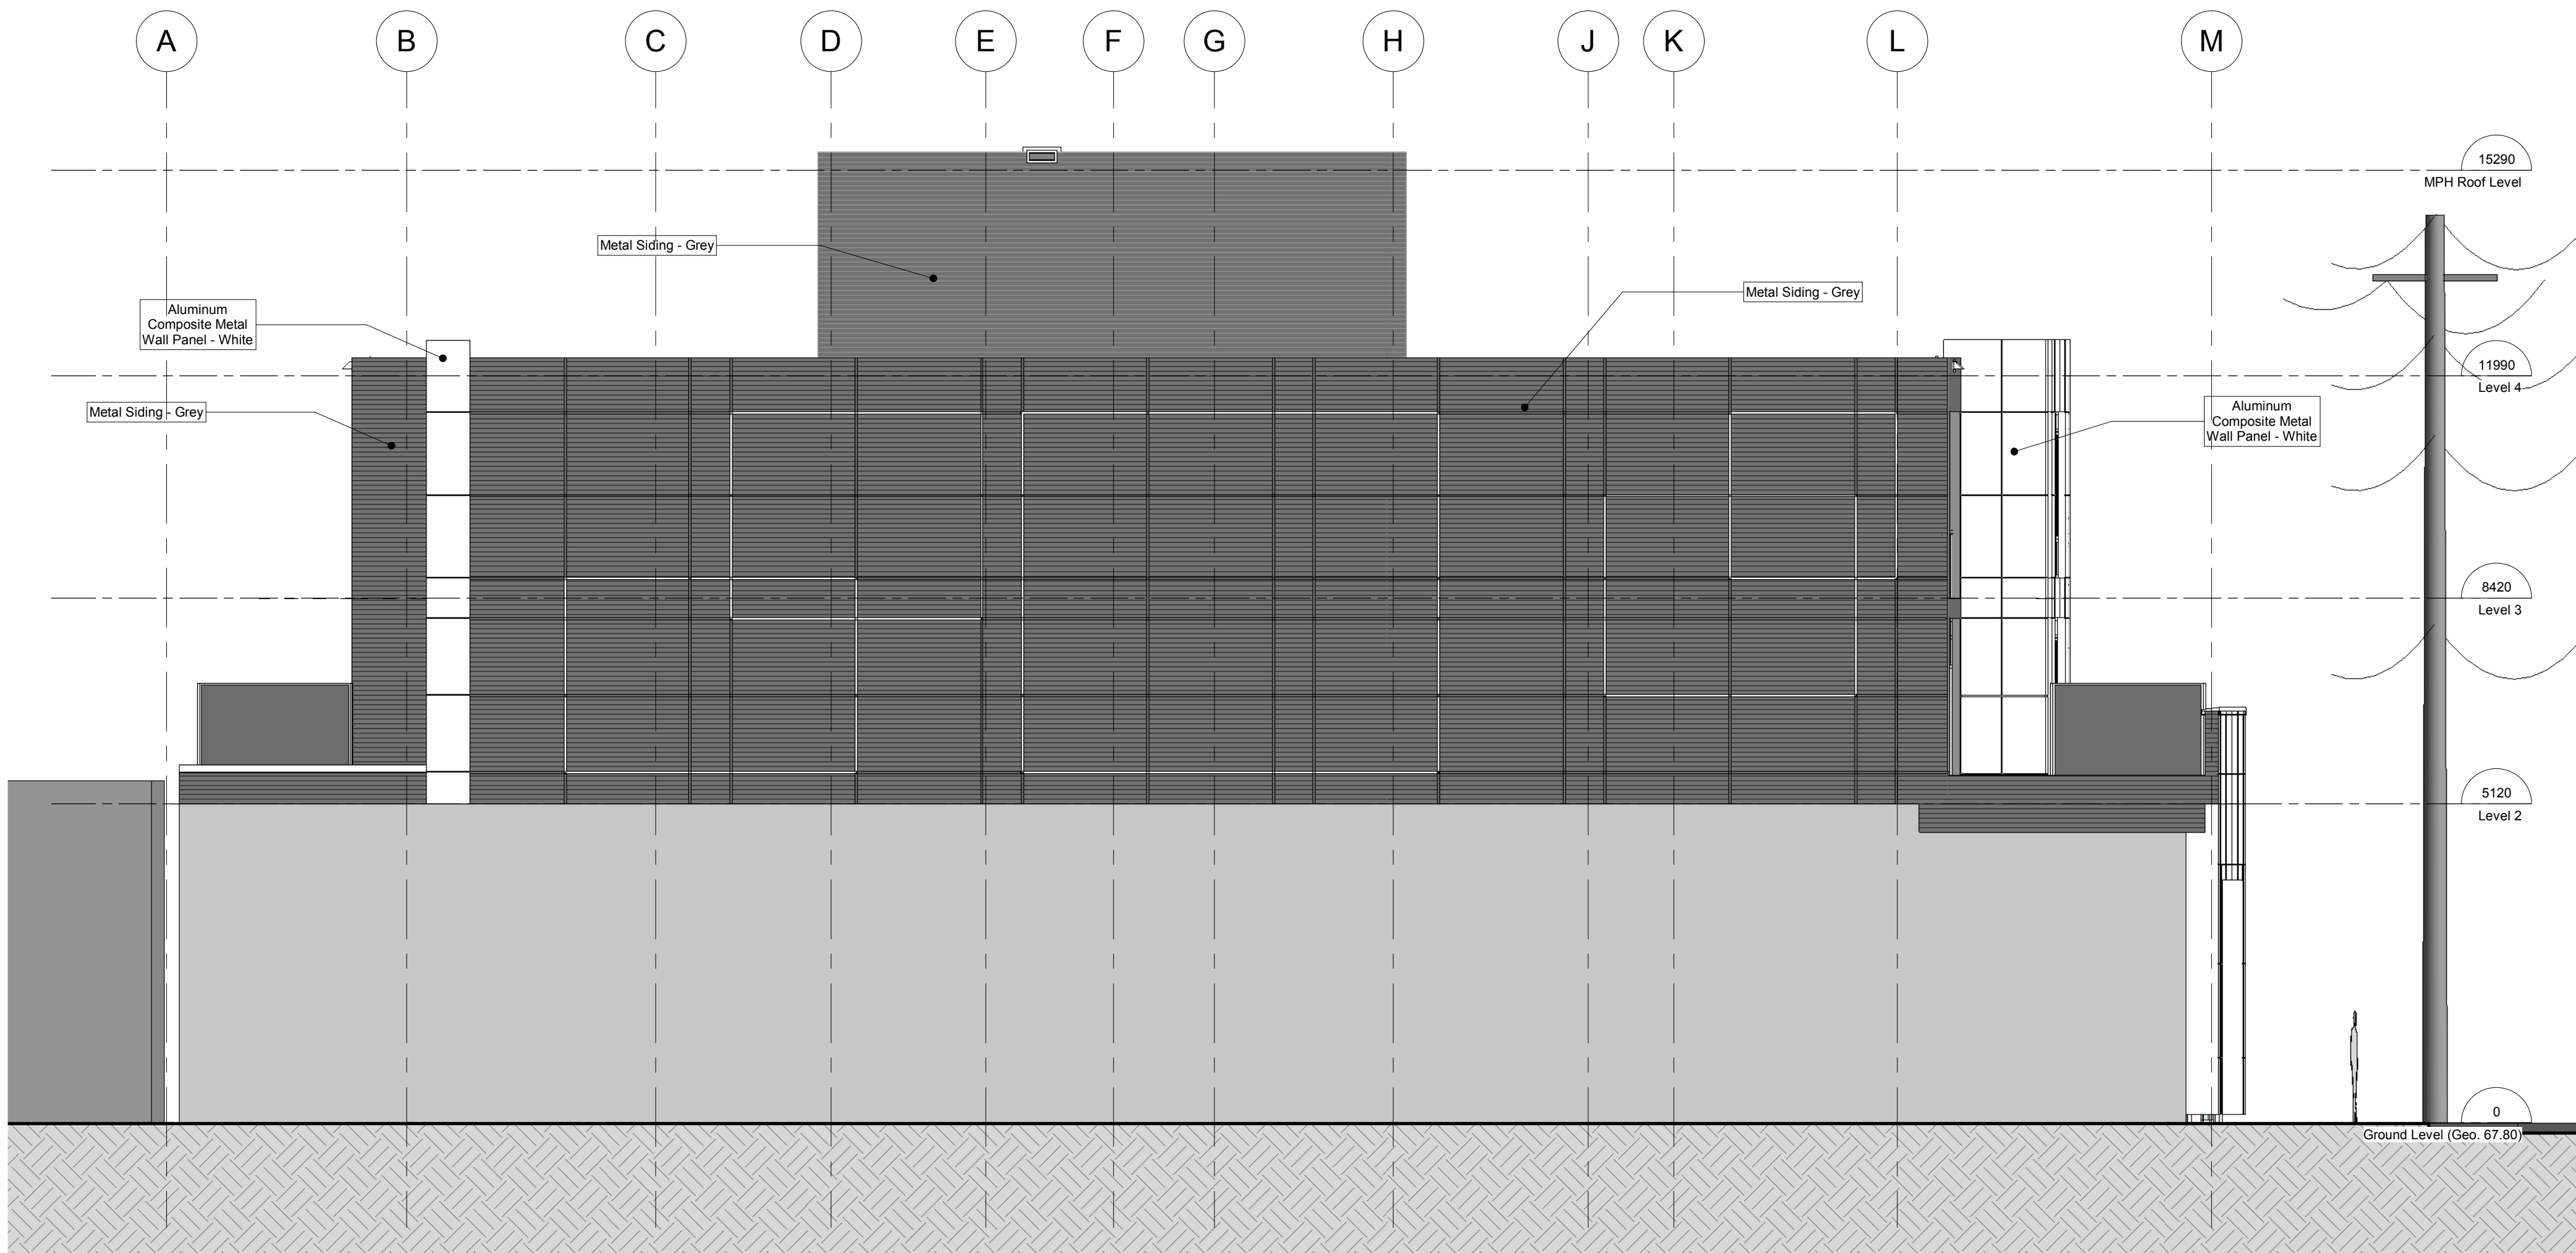 A
B
C
D
E
F
G
H
J
K
L
M
15290
MPH Roof Level
Metal Siding - Grey
Metal Siding - Grey
Aluminum
Composite Metal
Wall Panel - White
11990
Level 4
Metal Siding - Grey
Aluminum
Composite Metal
Wall Panel - White
8420
Level 3
5120
Level 2
0
Ground Level (Geo. 67.80)